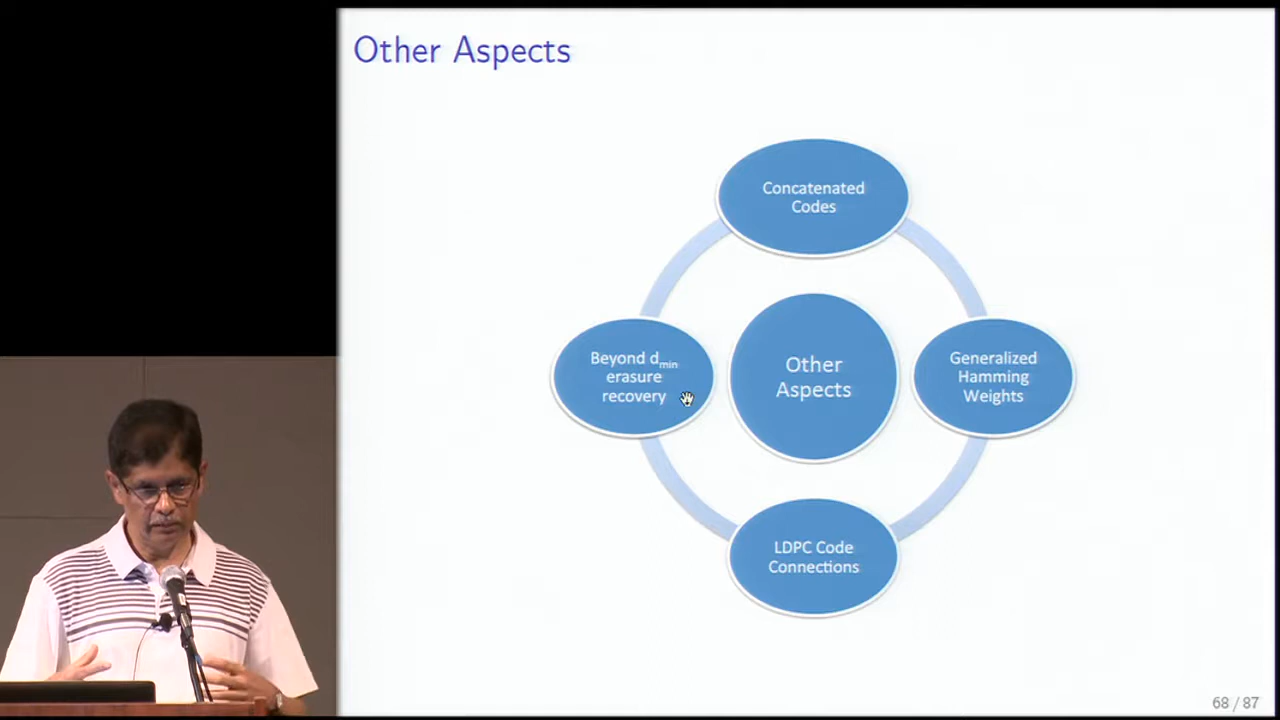 Other Aspects
Concatenated
Codes
Beyond dmin
erasure
recovery
Other
Aspects
Generalized
Hamming
Weights
LDPC Code
Connections
68 / 87